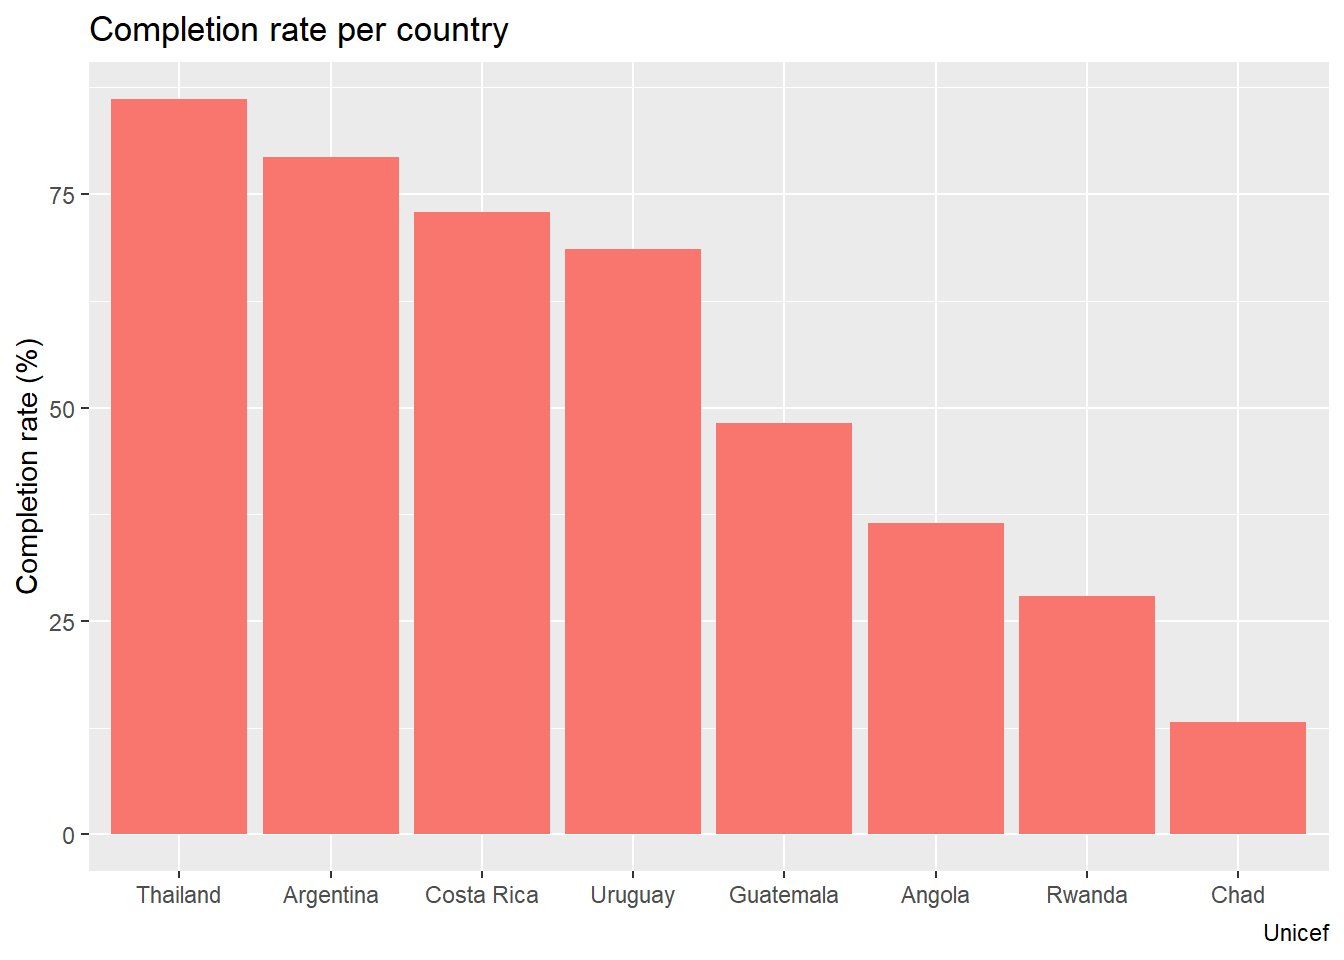 Completion rate per country
Completion rate (%)
75
50
25
0
Thailand Argentina Costa Rica Uruguay Guatemala Angola Rwanda Chad
Unicef